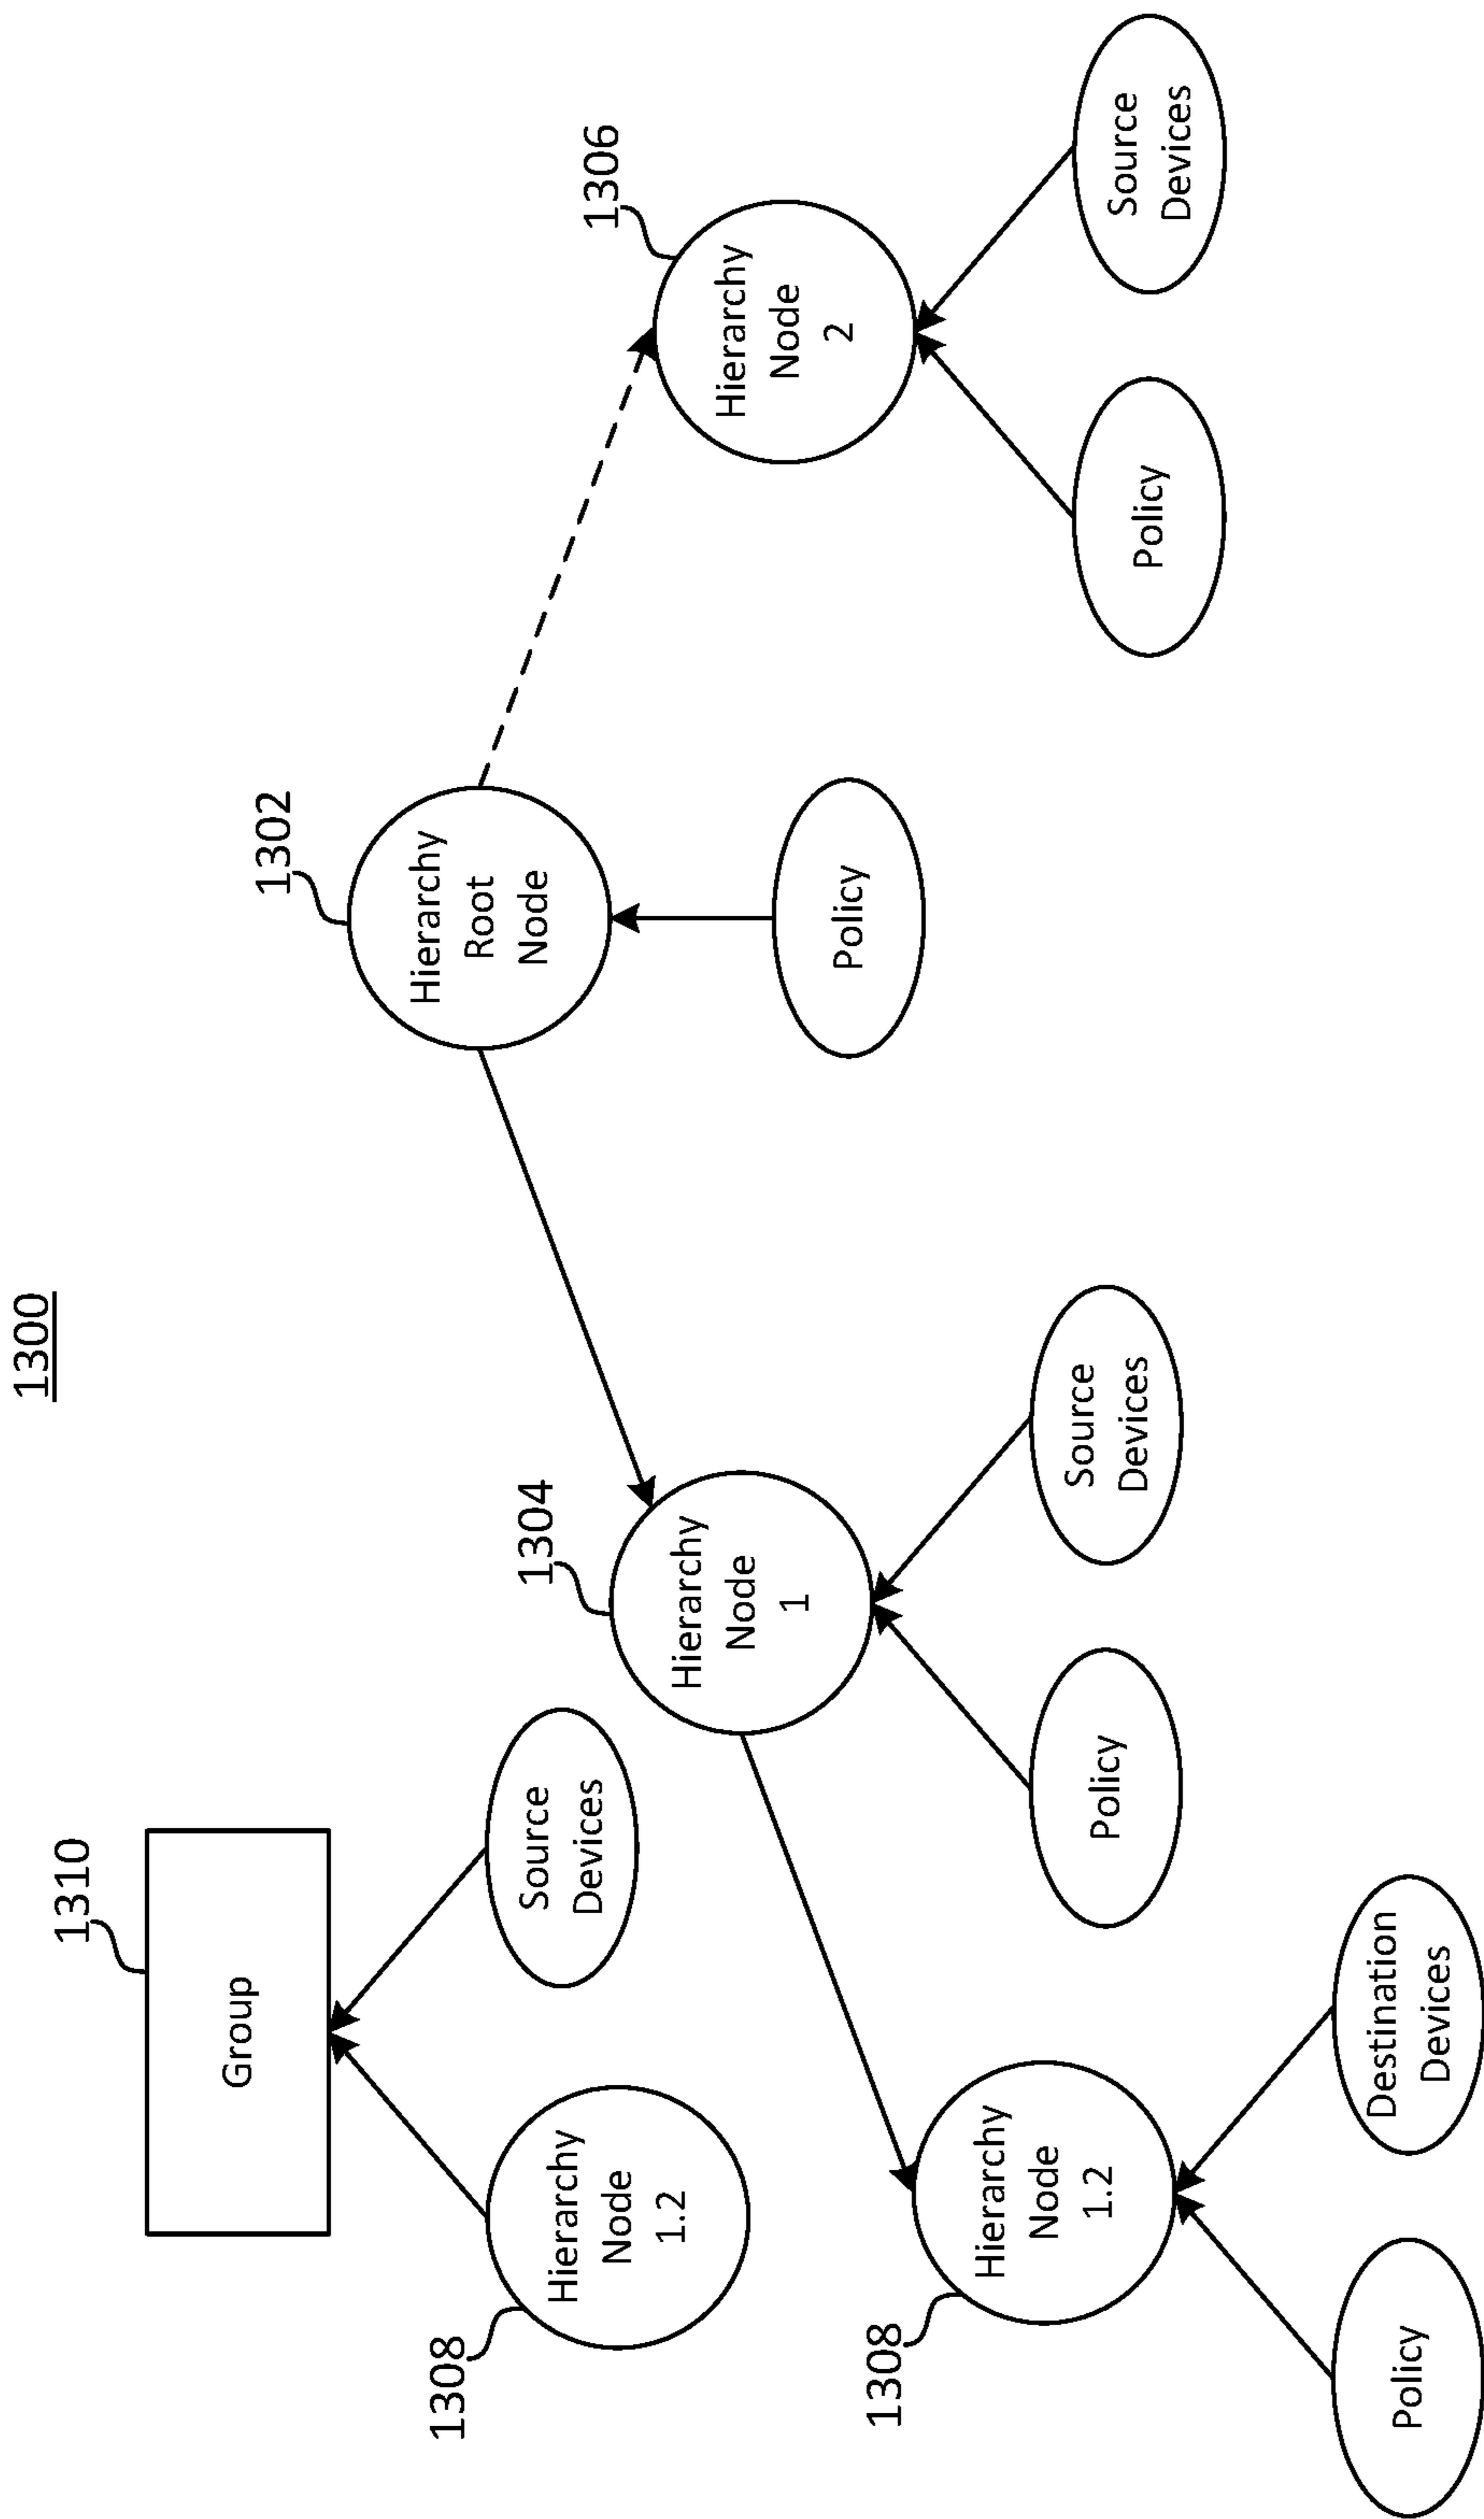 1300
1310
Group
1302
Hierarchy
Root
Node
1308
Hierarchy
Node
1.2
Source
Devices
1304
Hierarchy
Node
1
1306
Hierarchy
Node
2
Policy
1308
Hierarchy
Node
1.2
Policy
Source
Devices
Policy
Source
Devices
Policy
Destination
Devices